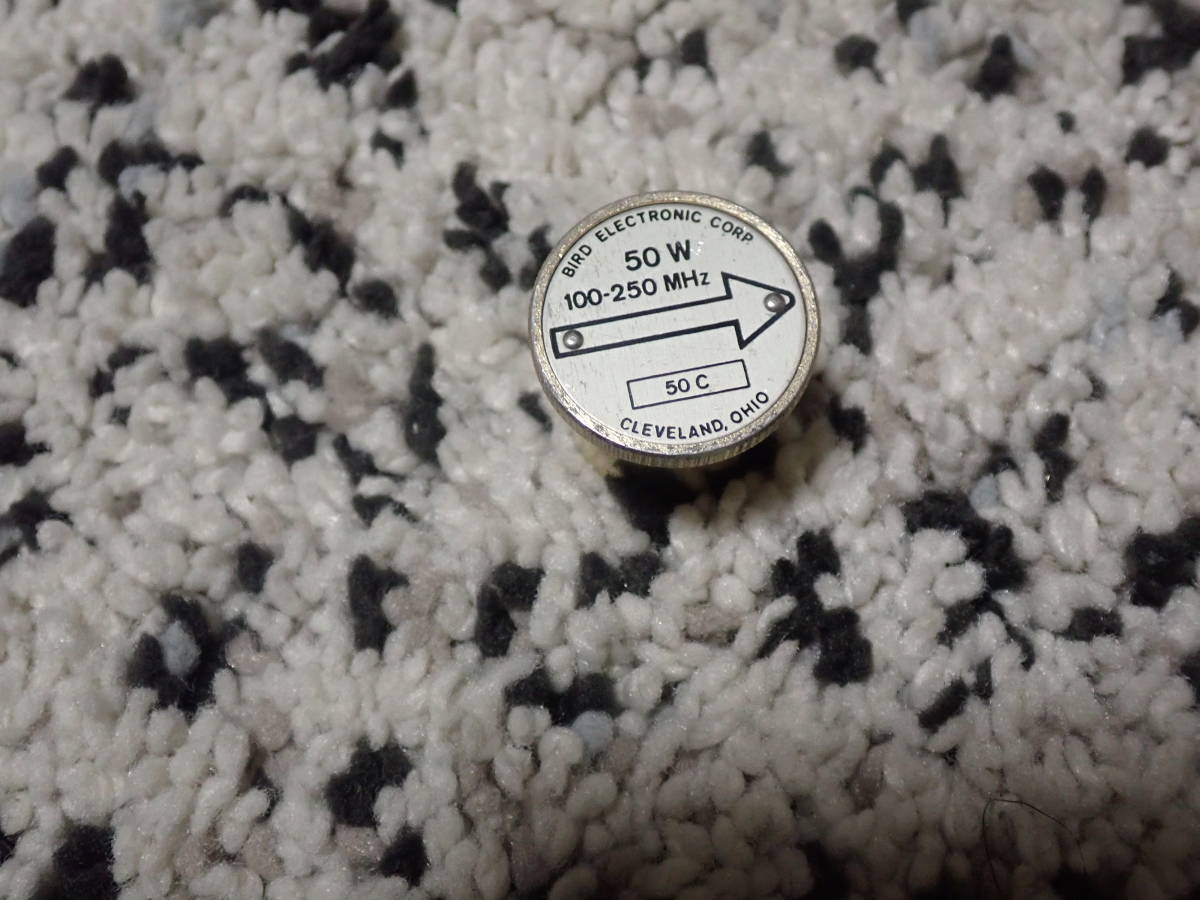 BIRD ELECTRONIC CORP.
50 W
100-250 MHz
50 C
CLEVELAND, OHIO